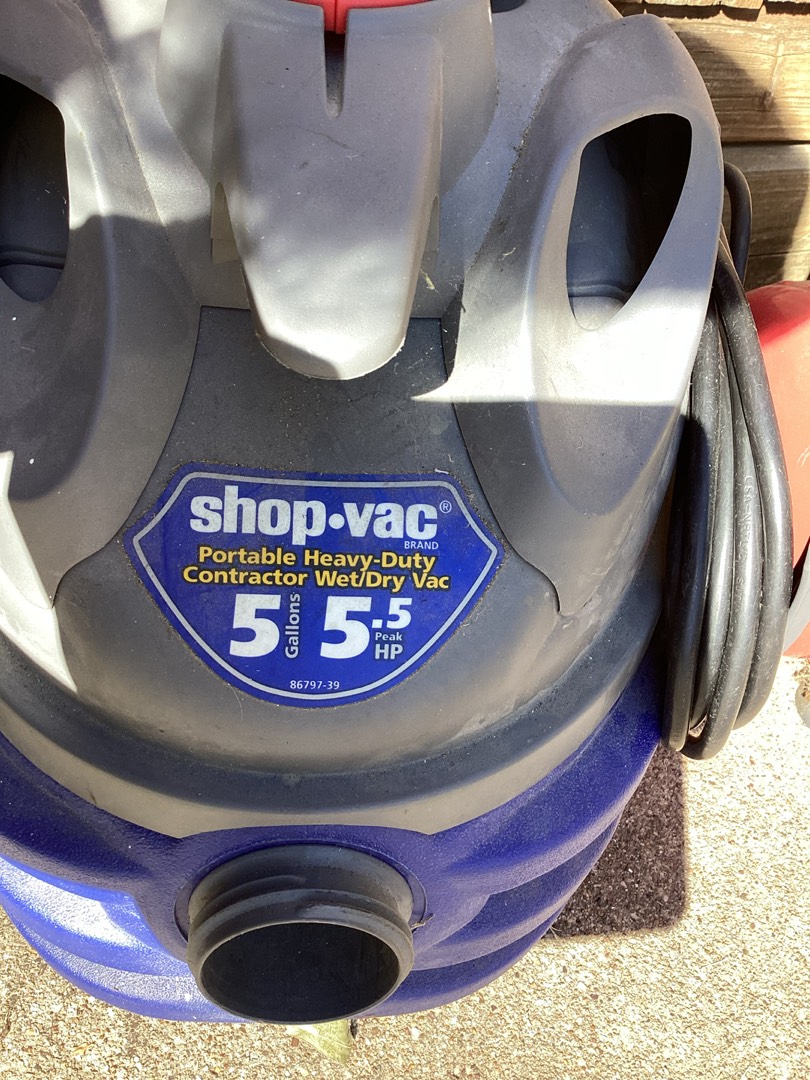 shop•vac®
BRAND
Portable Heavy-Duty
Contractor Wet/Dry Vac
5 Gallons 5.5 Peak HP
86797-39